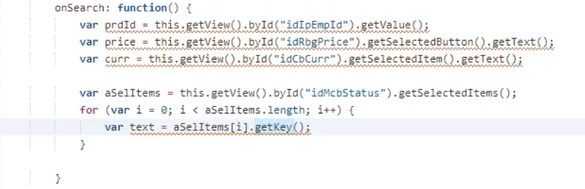 onSearch: function() {
var prdId = this.getView().byId("idIpEmpId").getValue();
var price = this.getView().byId("idRbgPrice").getSelectedButton().getText();
var curr = this.getView().byId("idCbCurr").getSelectedItem().getText();
var aSelItems = this.getView().byId("idMcbStatus").getSelectedItems();
for (var i = 0; i < aSelItems.length; i++) {
var text = aSelItems[i].getKey();
}
}